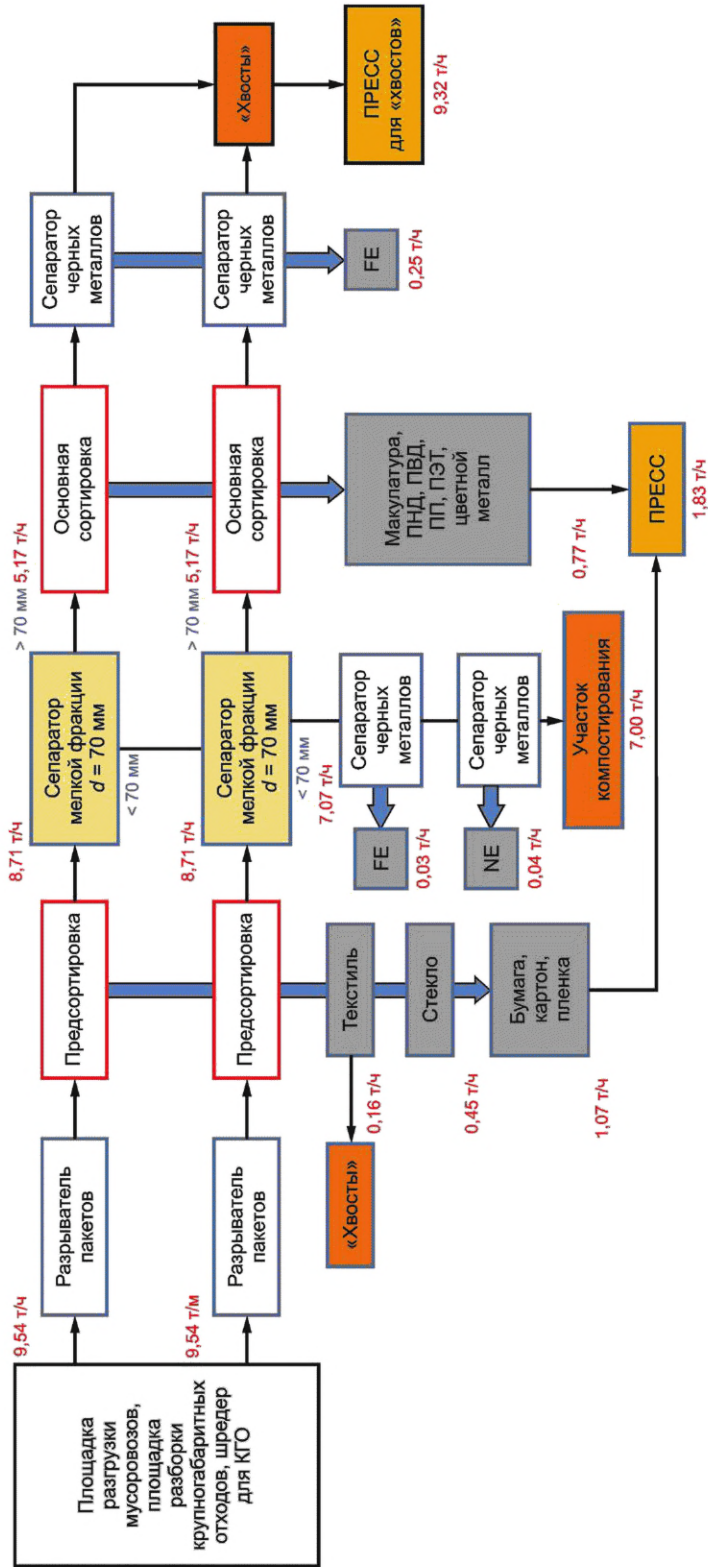 Площадка
разгрузки
мусоровозов,
площадка
разборки
крупногабаритных
отходов, шредер
для КГО
9,54 т/ч
Разрыватель
пакетов
Предсортировка
8,71 т/ч
Сепаратор
мелкой фракции
d = 70 мм
< 70 мм
> 70 мм 5,17 т/ч
Основная
сортировка
Сепаратор
черных
металлов
9,54 т/м
Разрыватель
пакетов
Предсортировка
8,71 т/ч
Сепаратор
мелкой фракции
d = 70 мм
< 70 мм
7,07 т/ч
> 70 мм 5,17 т/ч
Основная
сортировка
Сепаратор
черных
металлов
«Хвосты»
ПРЕСС
для «хвостов»
9,32 т/ч
«Хвосты»
Текстиль
0,16 т/ч
Стекло
0,45 т/ч
Бумага,
картон,
пленка
1,07 т/ч
Сепаратор
черных
металлов
FE
0,03 т/ч
Сепаратор
черных
металлов
NE
0,04 т/ч
Участок
компостирования
7,00 т/ч
Макулатура,
ПНД, ПВД,
ПП, ПЭТ,
цветной
металл
0,77 т/ч
FE
0,25 т/ч
ПРЕСС
1,83 т/ч